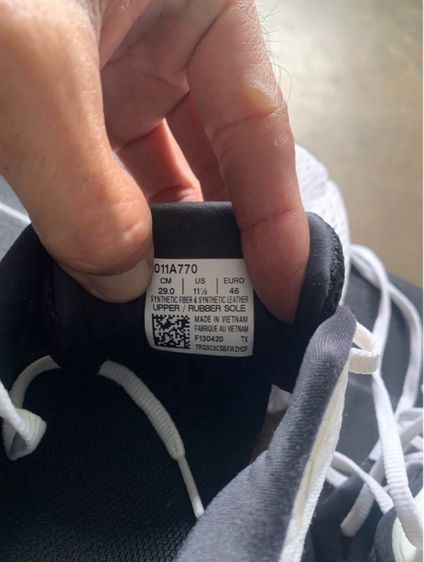 011A770
CM | US | EURO
29.0 | 11½ | 46
SYNTHETIC FIBER & SYNTHETIC LEATHER
UPPER / RUBBER SOLE
MADE IN VIETNAM
FABRIQUE AU VIETNAM
F130420 TX